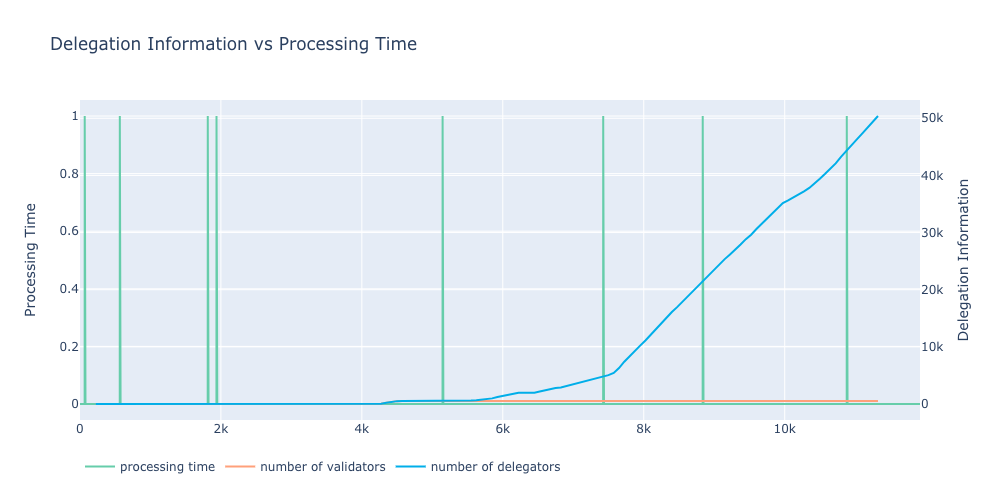 Delegation Information vs Processing Time
Processing Time
1
0.8
0.6
0.4
0.2
0
50k
40k
30k
20k
10k
0
Delegation Information
0 2k 4k 6k 8k 10k
processing time number of validators number of delegators